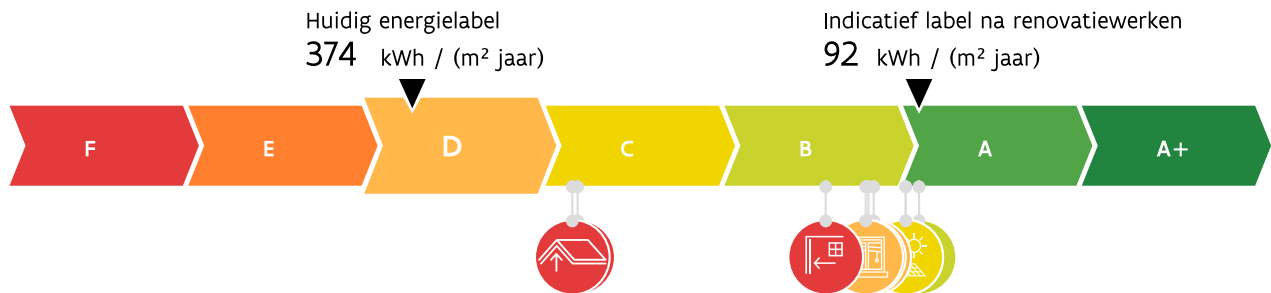 Huidig energielabel
374 kWh / (m² jaar)
Indicatief label na renovatiewerken
92 kWh / (m² jaar)
F E D C B A A+